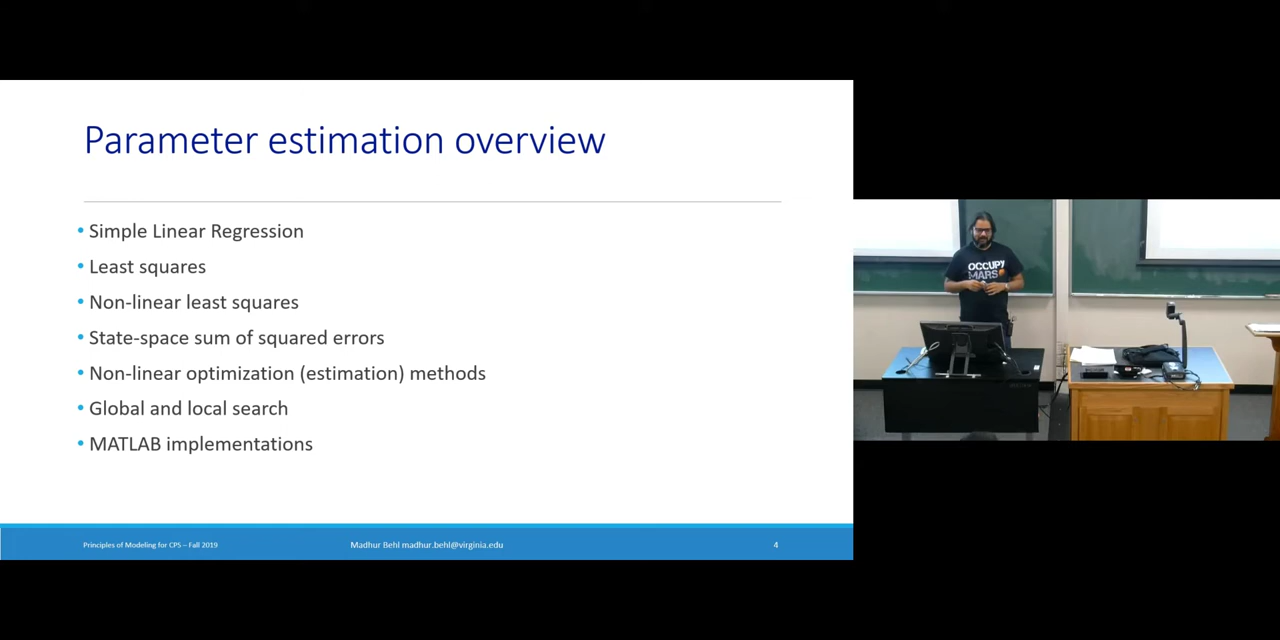 Parameter estimation overview
• Simple Linear Regression
• Least squares
• Non-linear least squares
• State-space sum of squared errors
• Non-linear optimization (estimation) methods
• Global and local search
• MATLAB implementations
Principles of Modeling for CPS – Fall 2019
Madhur Behl madhur.behl@virginia.edu
4
OCCUPY
MARS